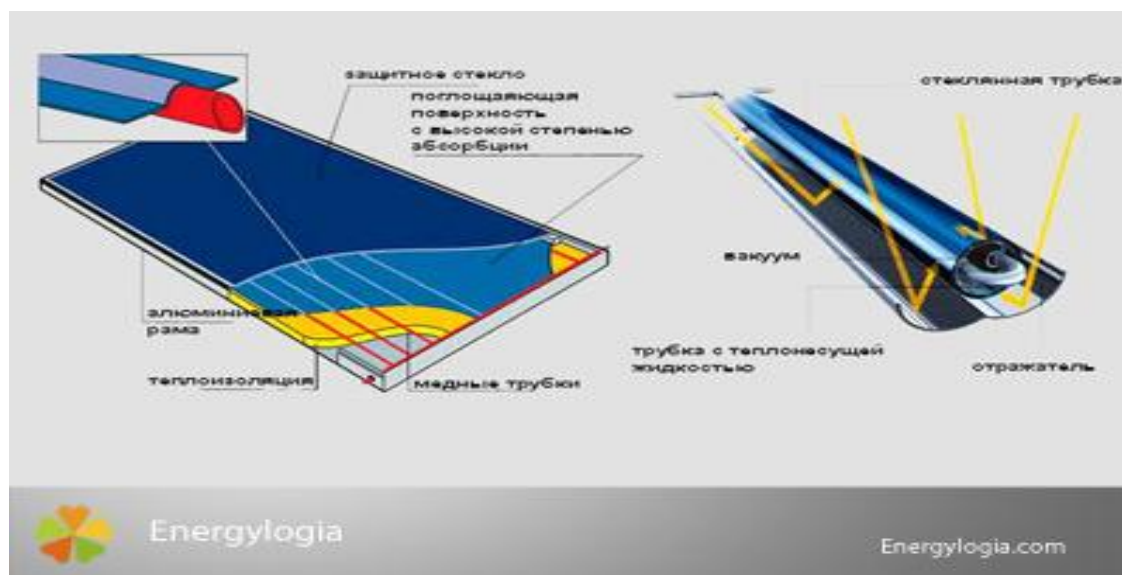 защитное стекло
поглощающая
поверхность
с высокой степенью
абсорбции
алюминиевая
рама
теплоизоляция
медные трубки
стеклянная трубка
вакуум
трубка с теплонесущей
жидкостью
отражатель
Energylogia
Energylogia.com